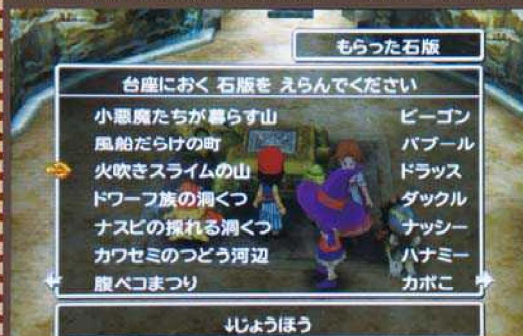 もらった石版
台座におく 石版を えらんでください
小悪魔たちが暮らす山 ビーゴン
風船だらけの町 バブール
火吹きスライムの山 ドラッス
ドワーフ族の洞くつ ダックル
ナスビの採れる洞くつ ナッシー
カワセミのつどう河辺 ハナミー
腹ペコまつり カポこ
↓じょうほう